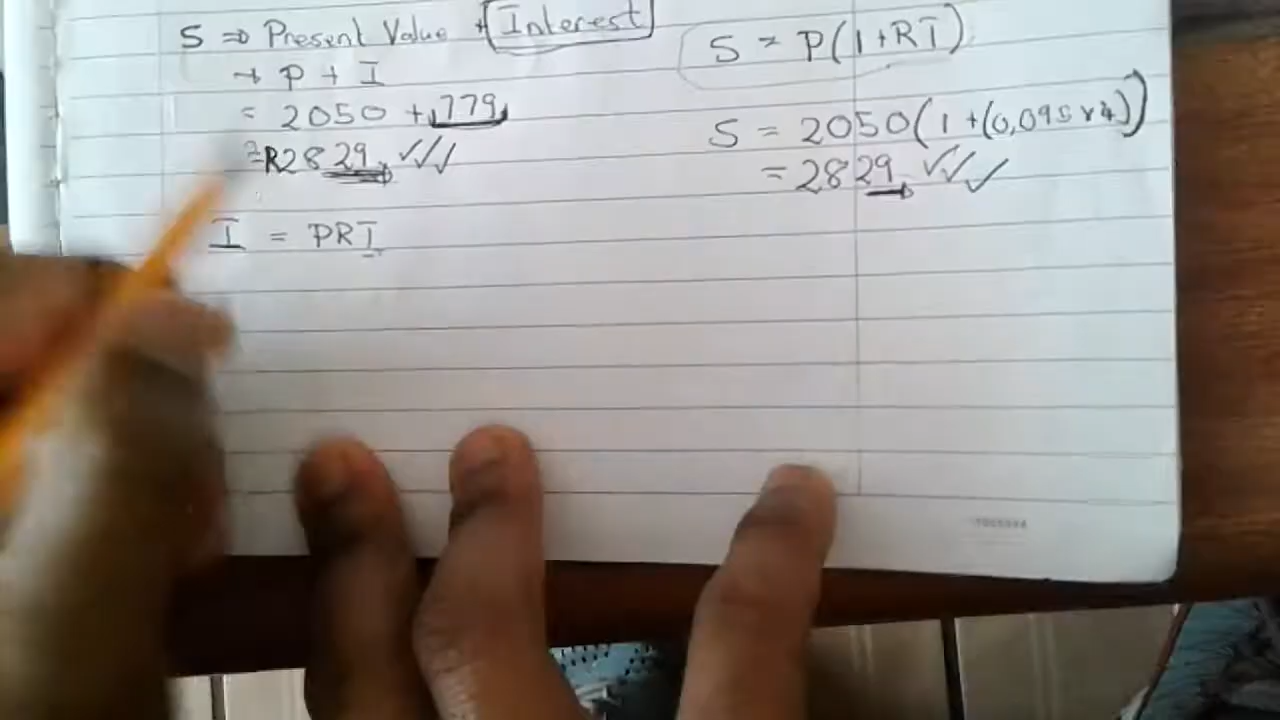 S ⇒ Present Value + Interest
→ P + I
= 2050 + 779
= R2829 ✓✓✓
I = PRT
S = P(1+RT)
S = 2050(1+(0,095×4))
= 2829 ✓✓✓